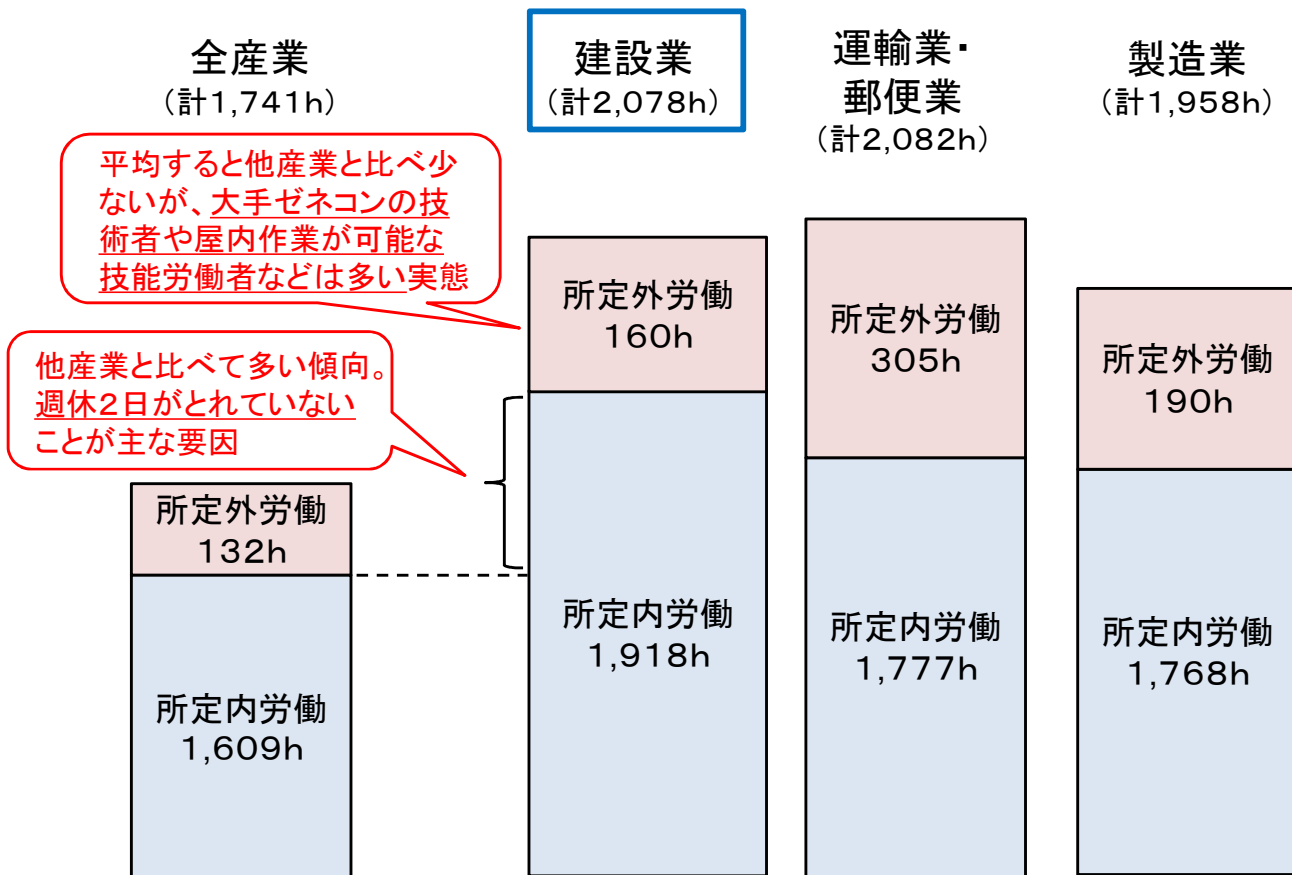 全産業
（計1,741h）
建設業
（計2,078h）
運輸業・
郵便業
（計2,082h）
製造業
（計1,958h）
平均すると他産業と比べ少
ないが、大手ゼネコンの技
術者や屋内作業が可能な
技能労働者などは多い実態
他産業と比べて多い傾向。
週休２日がとれていない
ことが主な要因
所定外労働
132h
所定内労働
1,609h
所定外労働
160h
所定内労働
1,918h
所定外労働
305h
所定内労働
1,777h
所定外労働
190h
所定内労働
1,768h